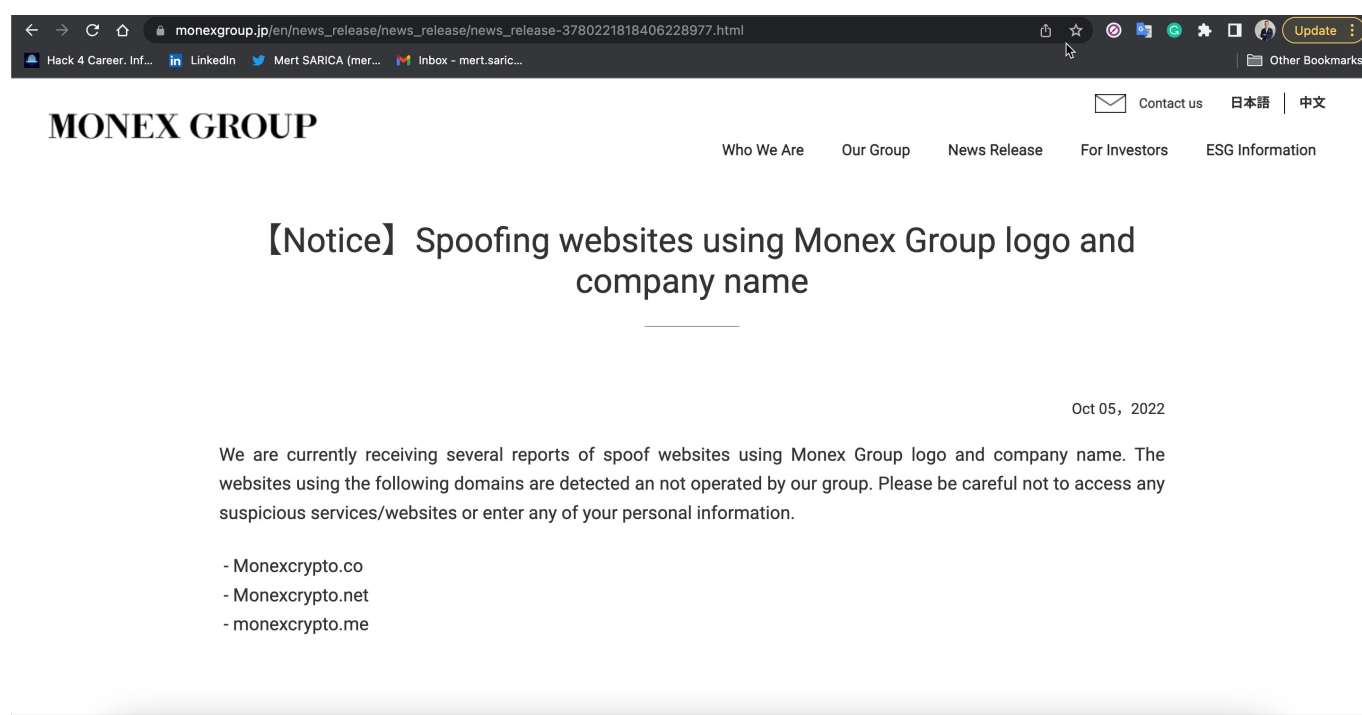 monexgroup.jp/en/news_release/news_release/news_release-3780221818406228977.html
Update
Hack 4 Career. Inf... LinkedIn Mert SARICA (mer... Inbox - mert.saric... Other Bookmarks
Contact us 日本語 中文
MONEX GROUP
Who We Are Our Group News Release For Investors ESG Information
【Notice】Spoofing websites using Monex Group logo and
company name
Oct 05，2022
We are currently receiving several reports of spoof websites using Monex Group logo and company name. The
websites using the following domains are detected an not operated by our group. Please be careful not to access any
suspicious services/websites or enter any of your personal information.
- Monexcrypto.co
- Monexcrypto.net
- monexcrypto.me